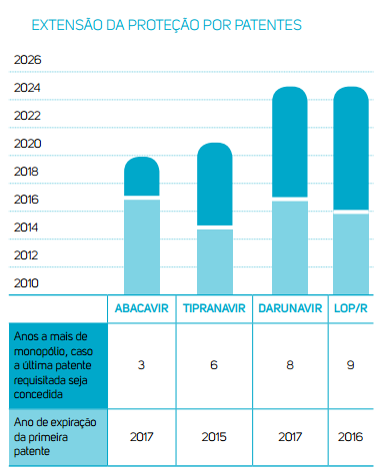 EXTENSÃO DA PROTEÇÃO POR PATENTES
2026
2024
2022
2020
2018
2016
2014
2012
2010
ABACAVIR TIPRANAVIR DARUNAVIR LOP/R
Anos a mais de
monopólio, caso
a última patente
requisitada seja
concedida
3 6 8 9
Ano de expiração
da primeira
patente
2017 2015 2017 2016